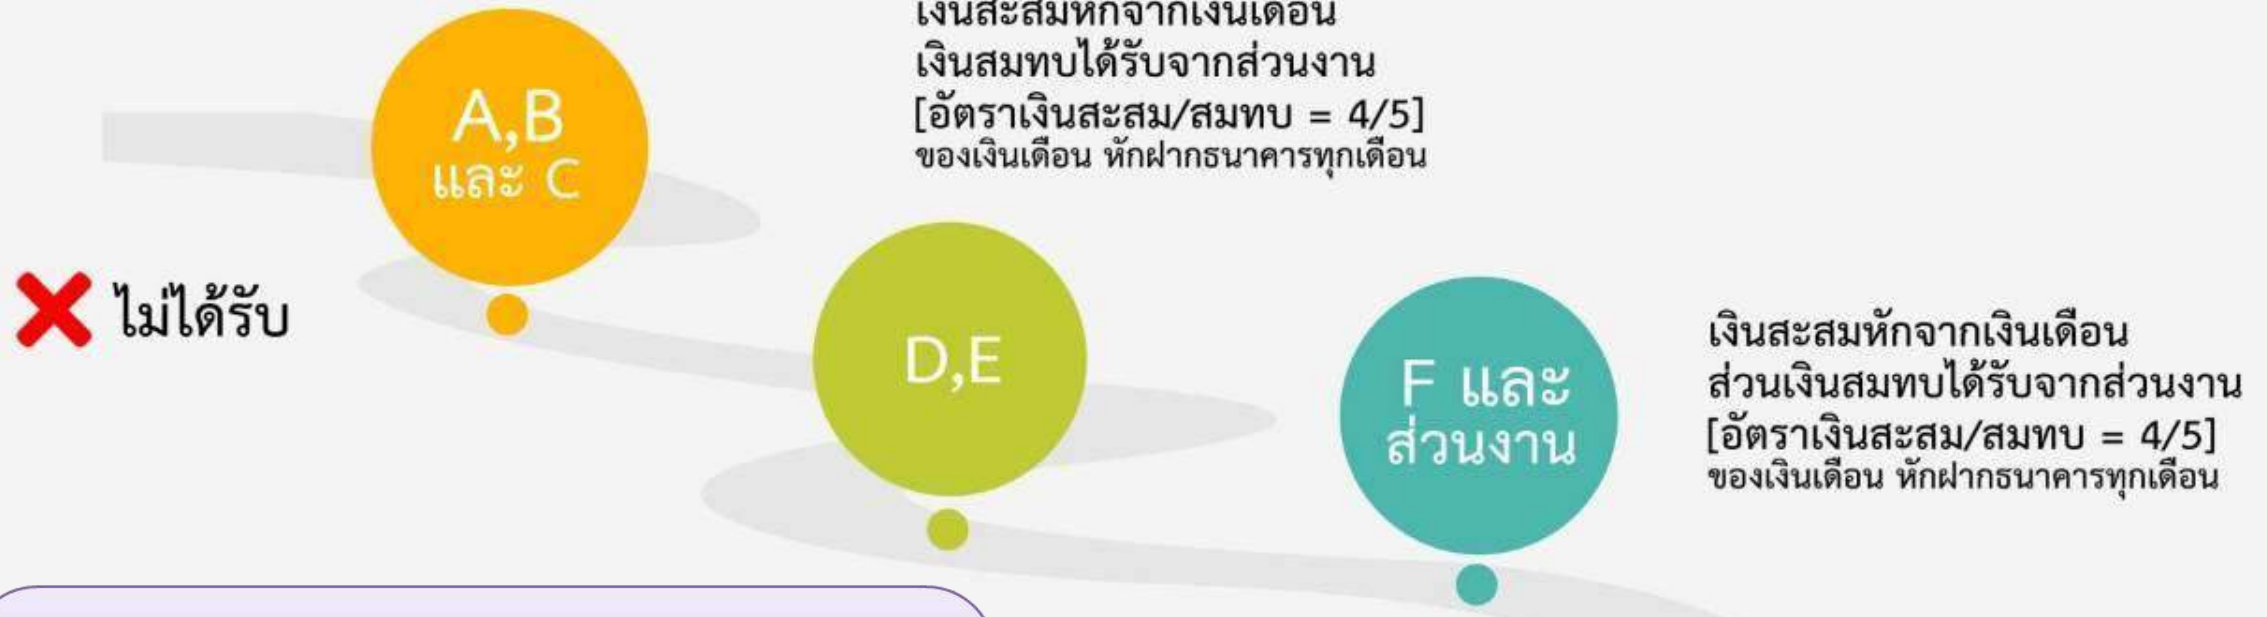 เงินสะสมหักจากเงินเดือน
เงินสมทบได้รับจากส่วนงาน
[อัตราเงินสะสม/สมทบ = 4/5]
ของเงินเดือน หักฝากธนาคารทุกเดือน
A,B
และ C
ไม่ได้รับ
D,E
F และ
ส่วนงาน
เงินสะสมหักจากเงินเดือน
ส่วนเงินสมทบได้รับจากส่วนงาน
[อัตราเงินสะสม/สมทบ = 4/5]
ของเงินเดือน หักฝากธนาคารทุกเดือน